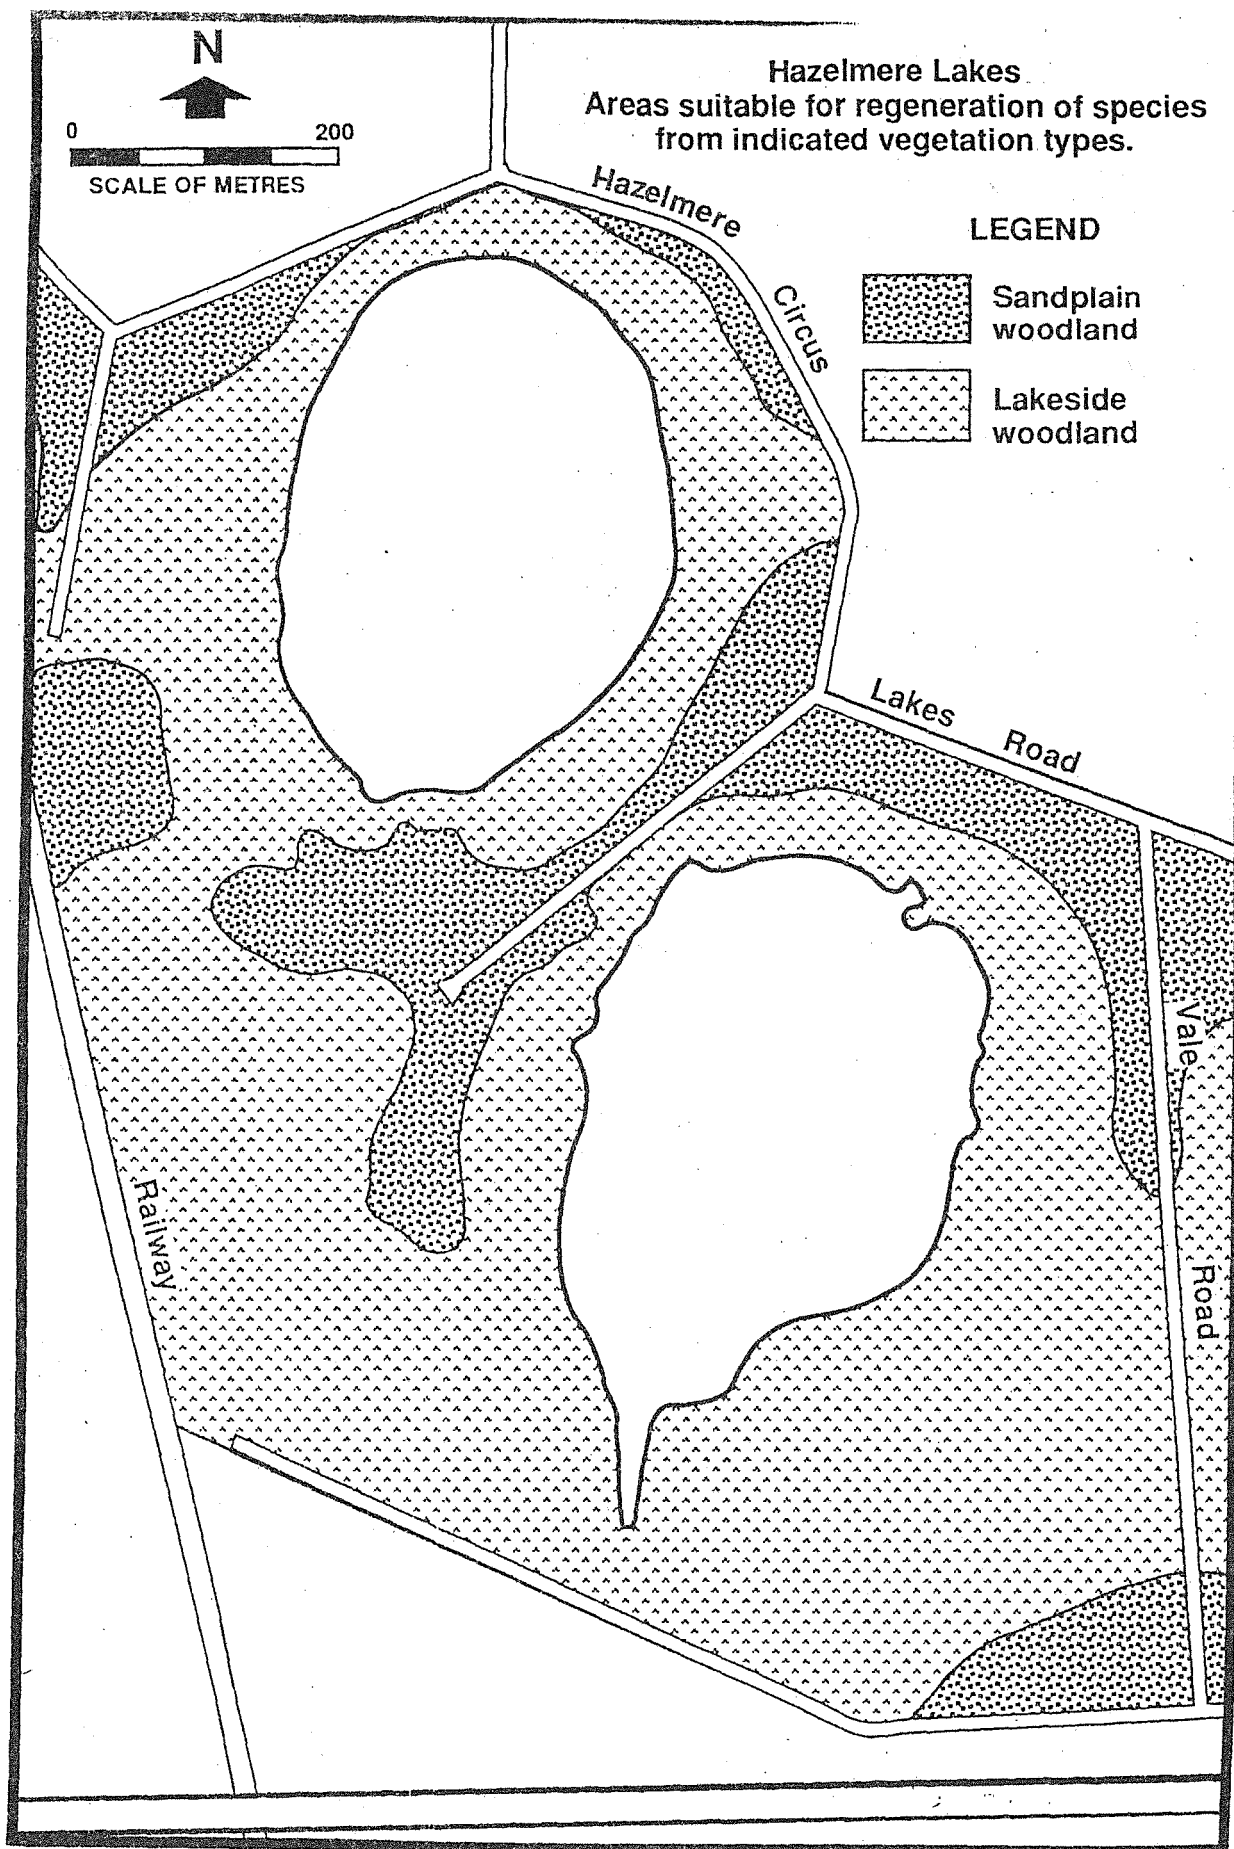 N
0 200
SCALE OF METRES
Hazelmere Lakes
Areas suitable for regeneration of species
from indicated vegetation types.
Hazelmere
Circus
LEGEND
Sandplain
woodland
Lakeside
woodland
Lakes
Road
Vale
Road
Railway